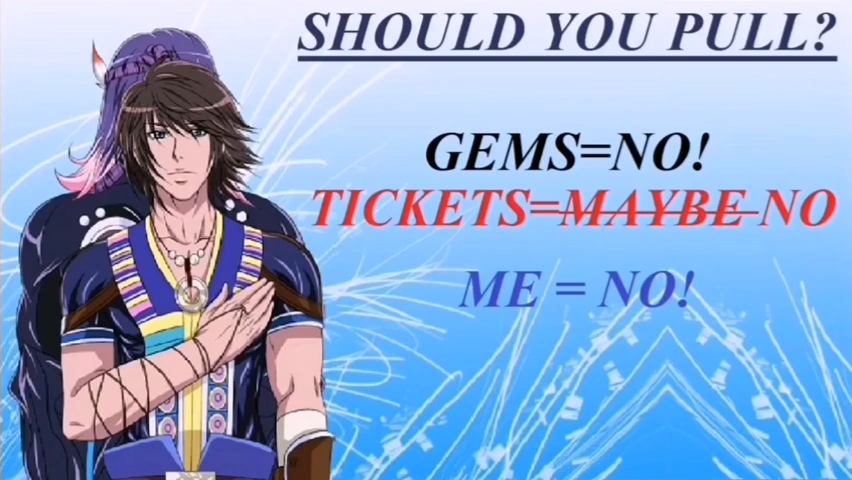 SHOULD YOU PULL?
GEMS=NO!
TICKETS=MAYBE NO
ME = NO!